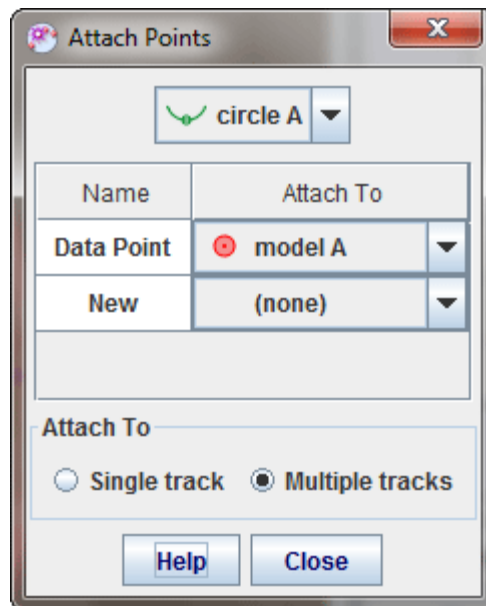 Attach Points
circle A
Name Attach To
Data Point model A
New (none)
Attach To
Single track Multiple tracks
Help Close